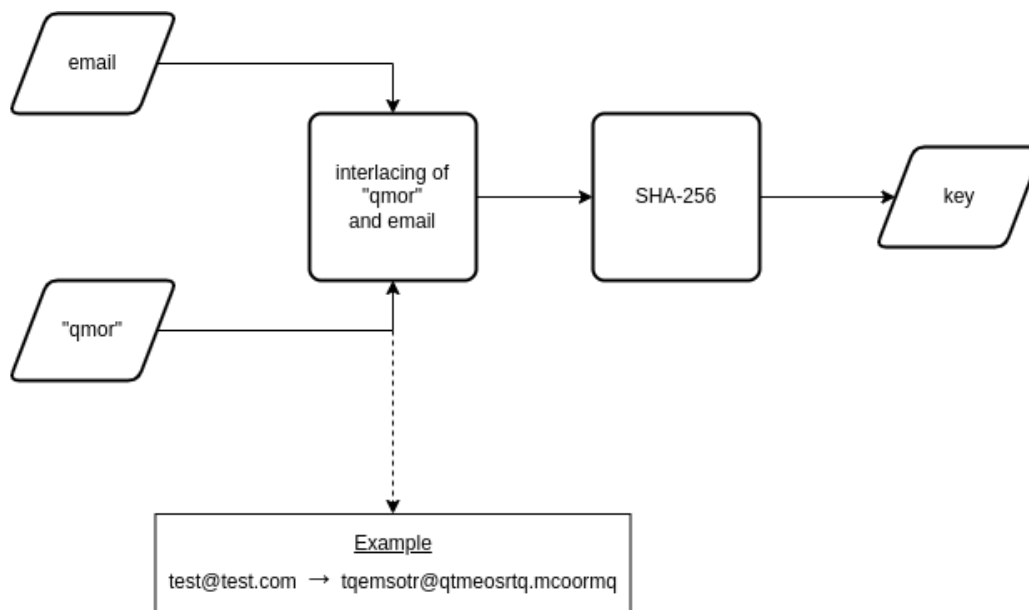 email
interlacing of
"qmor"
and email
SHA-256
key
"qmor"
Example
test@test.com → tqemsotr@qtmeosrtq.mcoormq